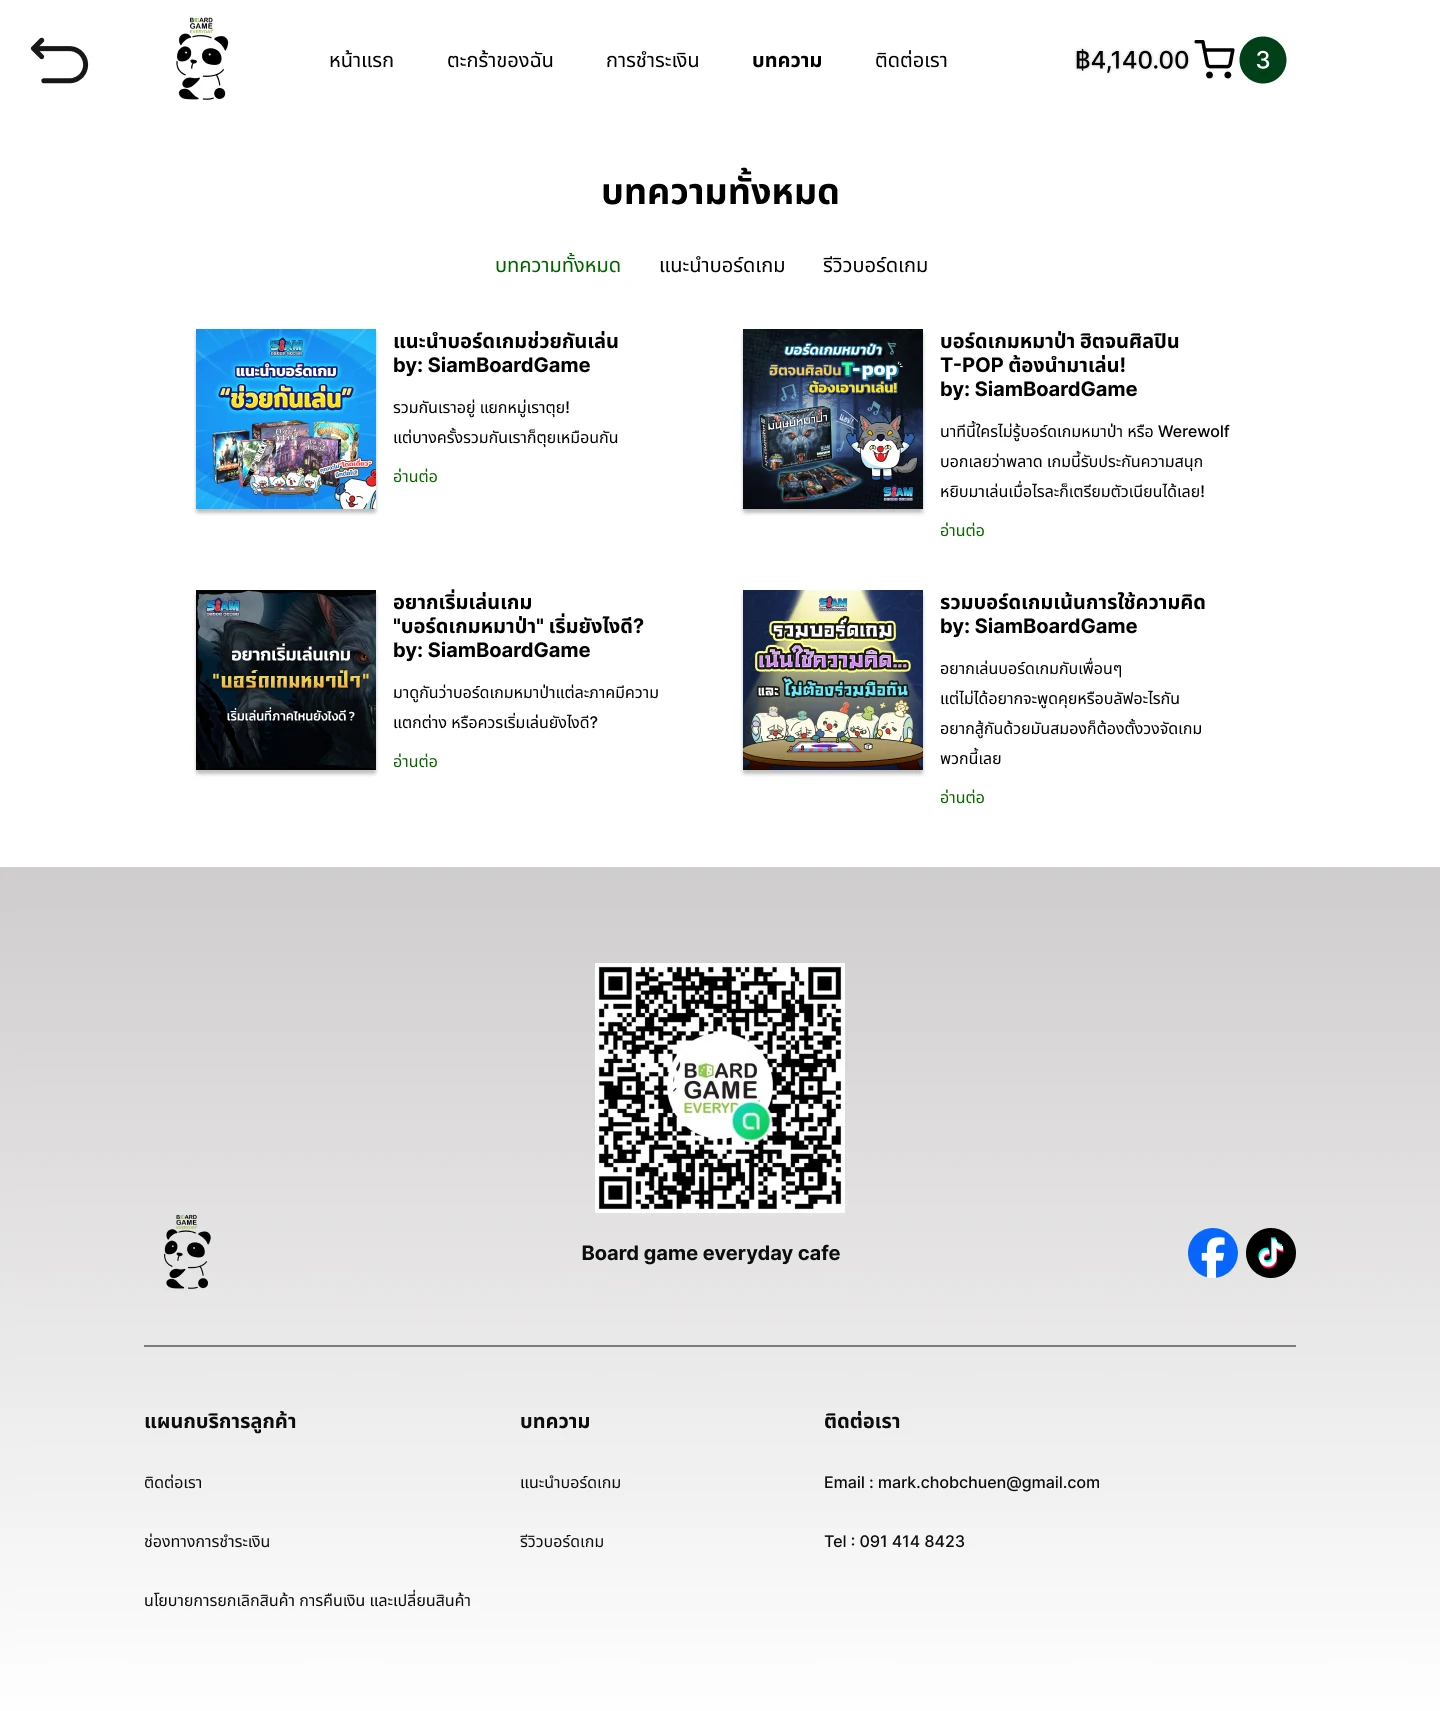 BOARD
GAME
EVERYDAY
หน้าแรก
ตะกร้าของฉัน
การชำระเงิน
บทความ
ติดต่อเรา
฿4,140.00
3
บทความทั้งหมด
บทความทั้งหมด
แนะนำบอร์ดเกม
รีวิวบอร์ดเกม
SIAM
BOARD GAMES
แนะนำบอร์ดเกม
“ช่วยกันเล่น”
แนะนำบอร์ดเกมช่วยกันเล่น
by: SiamBoardGame
รวมกันเราอยู่ แยกหมู่เราตุย!
แต่บางครั้งรวมกันเราก็ตุยเหมือนกัน
อ่านต่อ
บอร์ดเกมหมาป่า
ฮิตจนศิลปินT-pop
ต้องเอามาเล่น!
SIAM
BOARD GAMES
บอร์ดเกมหมาป่า ฮิตจนศิลปิน
T-POP ต้องนำมาเล่น!
by: SiamBoardGame
นาทีนี้ใครไม่รู้บอร์ดเกมหมาป่า หรือ Werewolf
บอกเลยว่าพลาด เกมนี้รับประกันความสนุก
หยิบมาเล่นเมื่อไรละก็เตรียมตัวเนียนได้เลย!
อ่านต่อ
SIAM
BOARD GAMES
อยากเริ่มเล่นเกม
"บอร์ดเกมหมาป่า"
เริ่มเล่นที่ภาคไหนยังไงดี ?
อยากเริ่มเล่นเกม
"บอร์ดเกมหมาป่า" เริ่มยังไงดี?
by: SiamBoardGame
มาดูกันว่าบอร์ดเกมหมาป่าแต่ละภาคมีความ
แตกต่าง หรือควรเริ่มเล่นยังไงดี?
อ่านต่อ
SIAM
BOARD GAMES
รวมบอร์ดเกม
เน้นใช้ความคิด...
และ ไม่ต้องร่วมมือกัน
รวมบอร์ดเกมเน้นการใช้ความคิด
by: SiamBoardGame
อยากเล่นบอร์ดเกมกับเพื่อนๆ
แต่ไม่ได้อยากจะพูดคุยหรือบลัฟอะไรกัน
อยากสู้กันด้วยมันสมองก็ต้องตั้งวงจัดเกม
พวกนี้เลย
อ่านต่อ
BOARD
GAME
BOARD
GAME
EVERYDAY
Board game everyday cafe
แผนกบริการลูกค้า
ติดต่อเรา
ช่องทางการชำระเงิน
นโยบายการยกเลิกสินค้า การคืนเงิน และเปลี่ยนสินค้า
บทความ
แนะนำบอร์ดเกม
รีวิวบอร์ดเกม
ติดต่อเรา
Email : mark.chobchuen@gmail.com
Tel : 091 414 8423